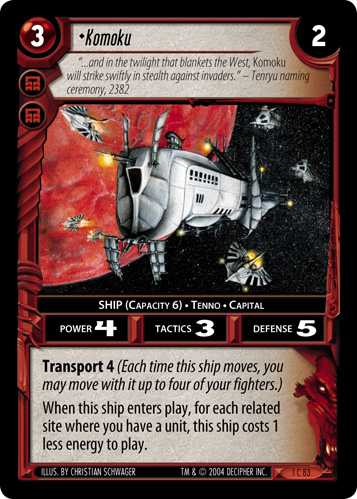 3
•Komoku
2
"...and in the twilight that blankets the West, Komoku
will strike swiftly in stealth against invaders." – Tenryu naming
ceremony, 2382
SHIP (CAPACITY 6) • TENNO • CAPITAL
POWER 4 TACTICS 3 DEFENSE 5
Transport 4 (Each time this ship moves, you
may move with it up to four of your fighters.)
When this ship enters play, for each related
site where you have a unit, this ship costs 1
less energy to play.
ILLUS. BY CHRISTIAN SCHWAGER TM & © 2004 DECIPHER INC. 1 C 83